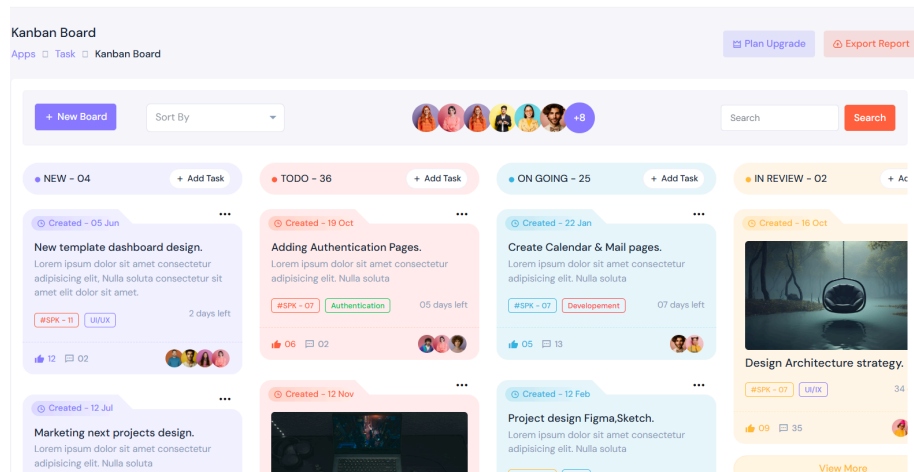 Kanban Board
Apps Task Kanban Board
Plan Upgrade
Export Report
+ New Board
Sort By
+8
Search
Search
NEW - 04
+ Add Task
TODO - 36
+ Add Task
ON GOING - 25
+ Add Task
IN REVIEW - 02
+
Created - 05 Jun
New template dashboard design.
Lorem ipsum dolor sit amet consectetur
adipisicing elit, Nulla soluta consectetur sit
amet elit dolor sit amet.
#SPK - 11
UI/UX
2 days left
12
02
Created - 12 Jul
Marketing next projects design.
Lorem ipsum dolor sit amet consectetur
adipisicing elit, Nulla soluta
Created - 19 Oct
Adding Authentication Pages.
Lorem ipsum dolor sit amet consectetur
adipisicing elit. Nulla soluta
#SPK - 07
Authentication
05 days left
06
02
Created - 12 Nov
Created - 22 Jan
Create Calendar & Mail pages.
Lorem ipsum dolor sit amet consectetur
adipisicing elit. Nulla soluta
#SPK - 07
Developement
07 days left
05
13
Created - 12 Feb
Project design Figma,Sketch.
Lorem ipsum dolor sit amet consectetur
adipisicing elit. Nulla soluta
Created - 16 Oct
Design Architecture strategy.
#SPK - 07
UI/IX
34
09
35
View More